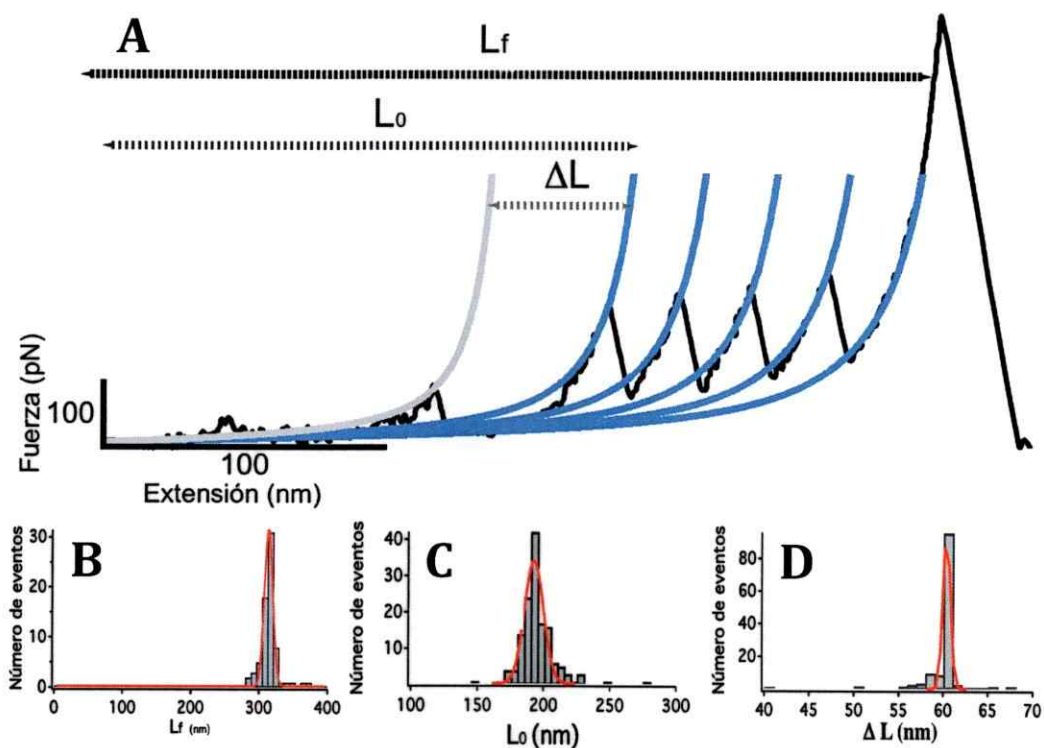 A
Lf
L0
ΔL
Fuerza (pN)
100
100
Extensión (nm)
B
Número de eventos
30
20
10
0
0
100
200
300
400
Lf (nm)
C
Número de eventos
40
30
20
10
100
150
200
250
300
L0 (nm)
D
Número de eventos
80
60
40
20
40
45
50
55
60
65
70
Δ L (nm)